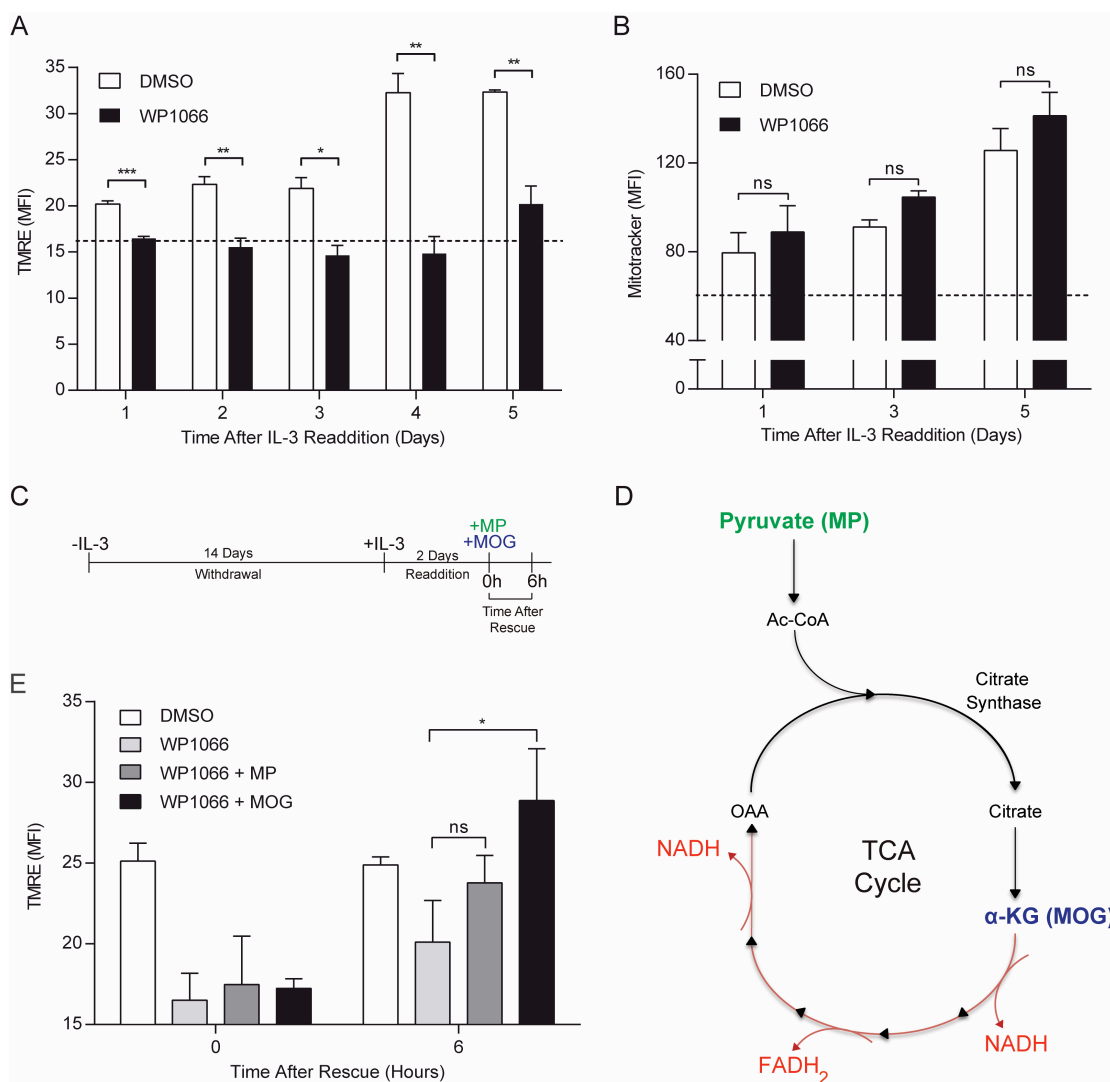 A
35
30
25
20
15
10
5
0
TMRE (MFI)
DMSO
WP1066
***
**
*
**
**
1 2 3 4 5
Time After IL-3 Readdition (Days)
B
160
120
80
40
0
Mitotracker (MFI)
DMSO
WP1066
ns
ns
ns
1 3 5
Time After IL-3 Readdition (Days)
C
-IL-3
14 Days
Withdrawal
+IL-3
2 Days
Readdition
+MP
+MOG
0h 6h
Time After
Rescue
D
Pyruvate (MP)
Ac-CoA
Citrate
Synthase
OAA
Citrate
TCA
Cycle
NADH
α-KG (MOG)
NADH
FADH₂
E
35
30
25
20
15
TMRE (MFI)
DMSO
WP1066
WP1066 + MP
WP1066 + MOG
*
ns
0 6
Time After Rescue (Hours)